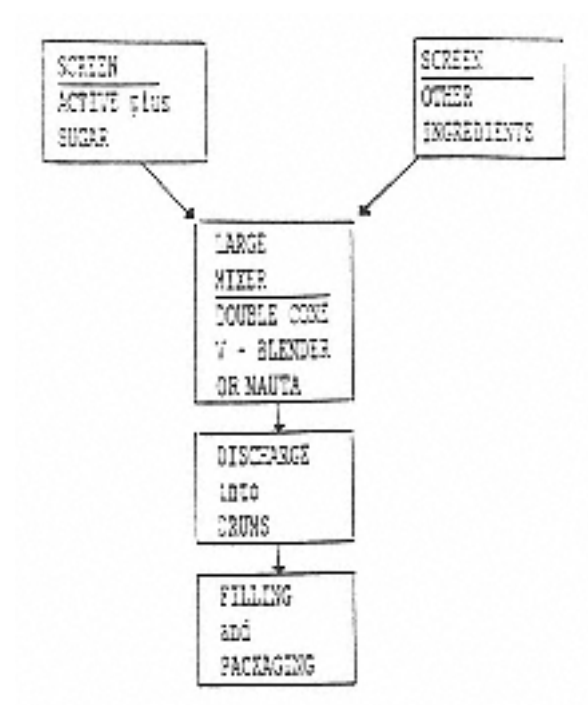 SCREEN
ACTIVE plus
SUGAR
SCREEN
OTHER
INGREDIENTS
LARGE
MIXER
DOUBLE CONE
V - BLENDER
OR NAUTA
DISCHARGE
into
DRUMS
FILLING
and
PACKAGING